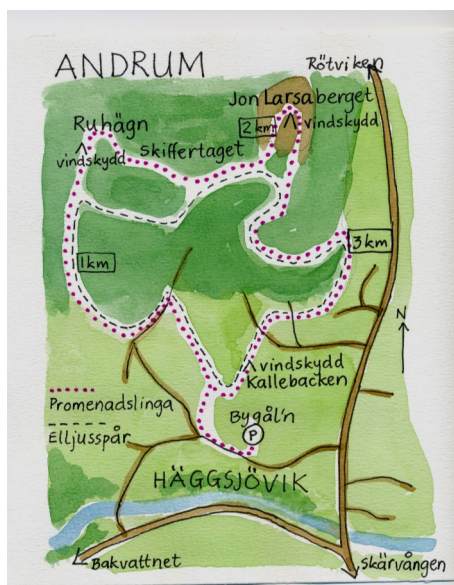 ANDRUM
Rötviken
Jon Larsaberget
2 km
vindskydd
Ruhägn
vindskydd
Skiffertaget
3 km
1 km
N
vindskydd
Kallebacken
Promenadslinga
Elljusspår
Bygål'n
P
HÄGGSJÖVIK
Bakvattnet
Skärvången